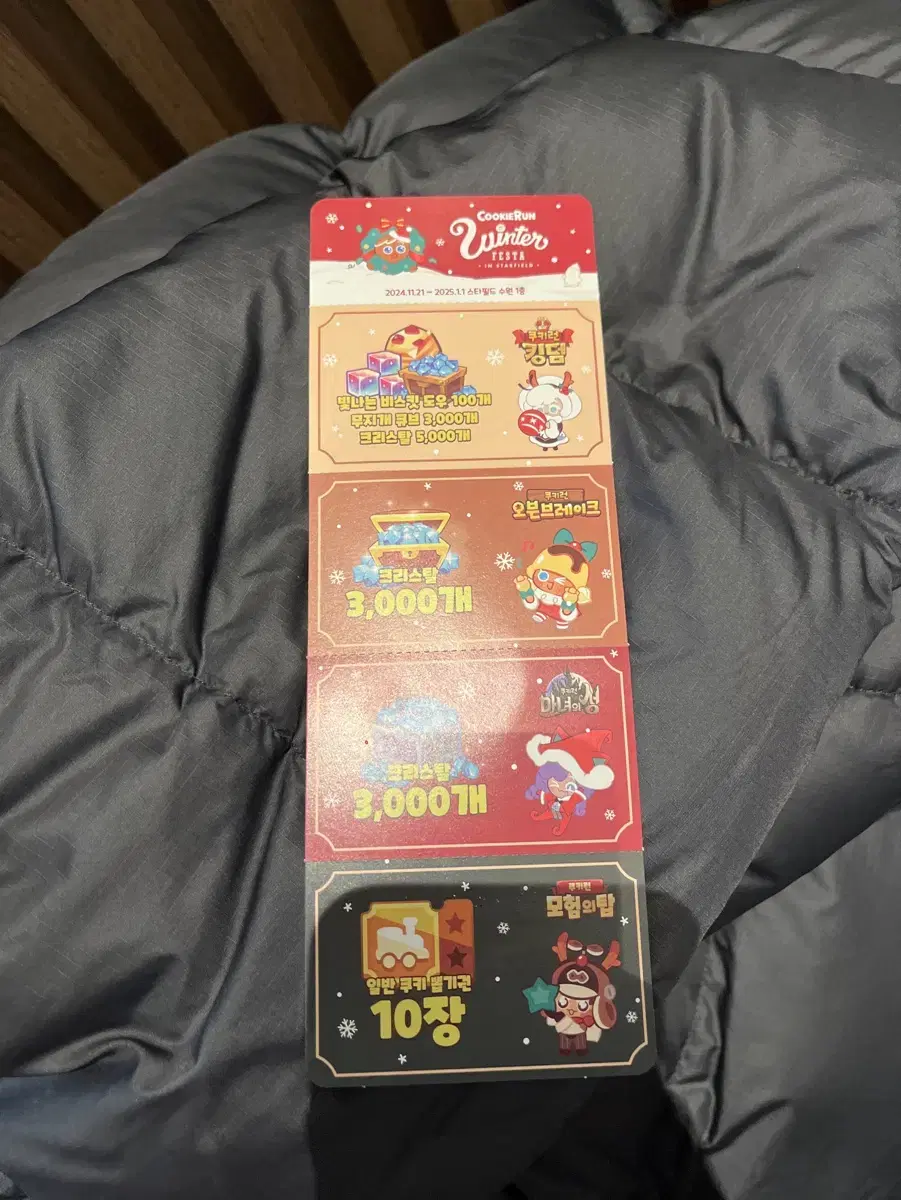 COOKIERUN
Winter
FESTA
· IN STARFIELD ·
2024.11.21 – 2025.1.1 스타필드 수원 1층
쿠키런
킹덤
빛나는 비스킷 도우 100개
무지개 큐브 3,000개
크리스탈 5,000개
쿠키런
오븐브레이크
크리스탈
3,000개
쿠키런
마녀의 성
크리스탈
3,000개
쿠키런
모험의 탑
일반 쿠키 뽑기권
10장